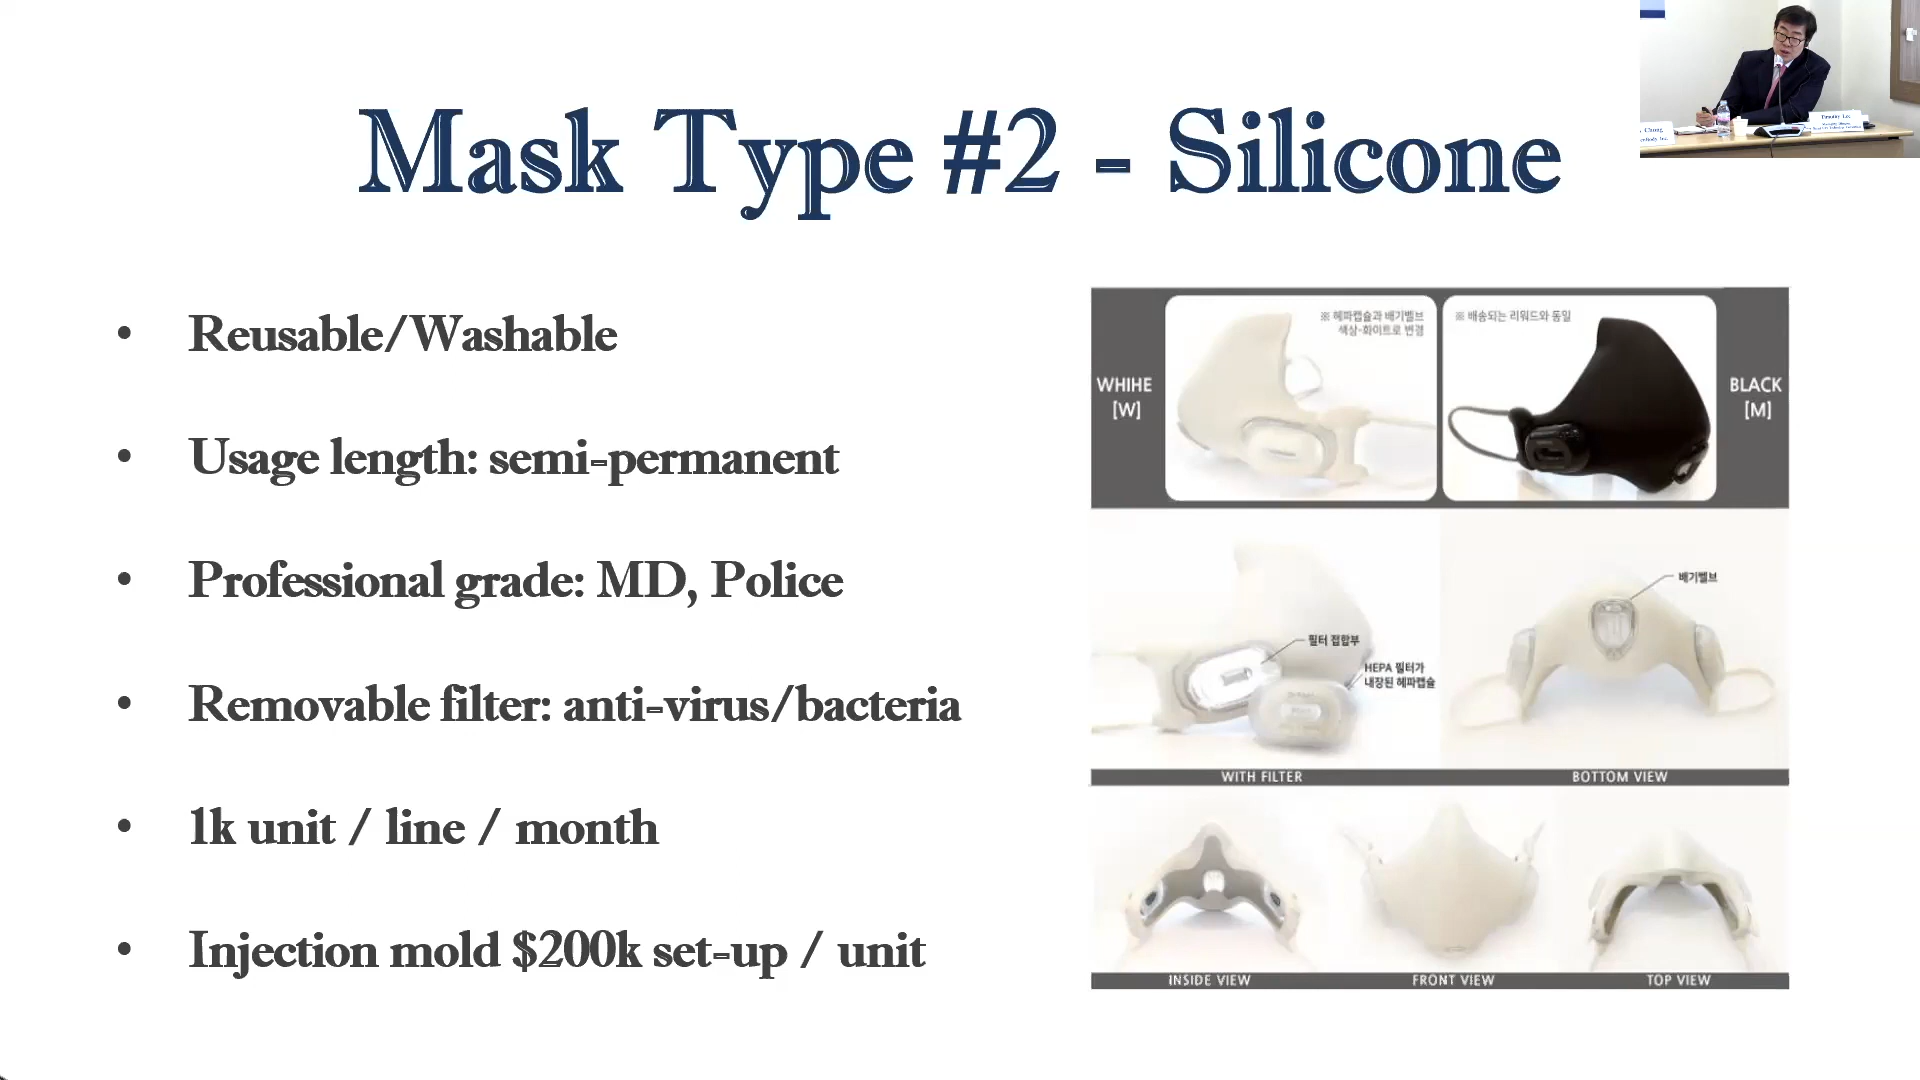 Mask Type #2 - Silicone
• Reusable/Washable
• Usage length: semi-permanent
• Professional grade: MD, Police
• Removable filter: anti-virus/bacteria
• 1k unit / line / month
• Injection mold $200k set-up / unit
WHIHE
[W]
※ 헤파캡슐과 배기벨브
색상-화이트로 변경
※ 배송되는 리워드와 동일
BLACK
[M]
필터 접합부
HEPA 필터가
내장된 헤파캡슐
배기벨브
WITH FILTER
BOTTOM VIEW
INSIDE VIEW
FRONT VIEW
TOP VIEW
Chung
Timothy Lee